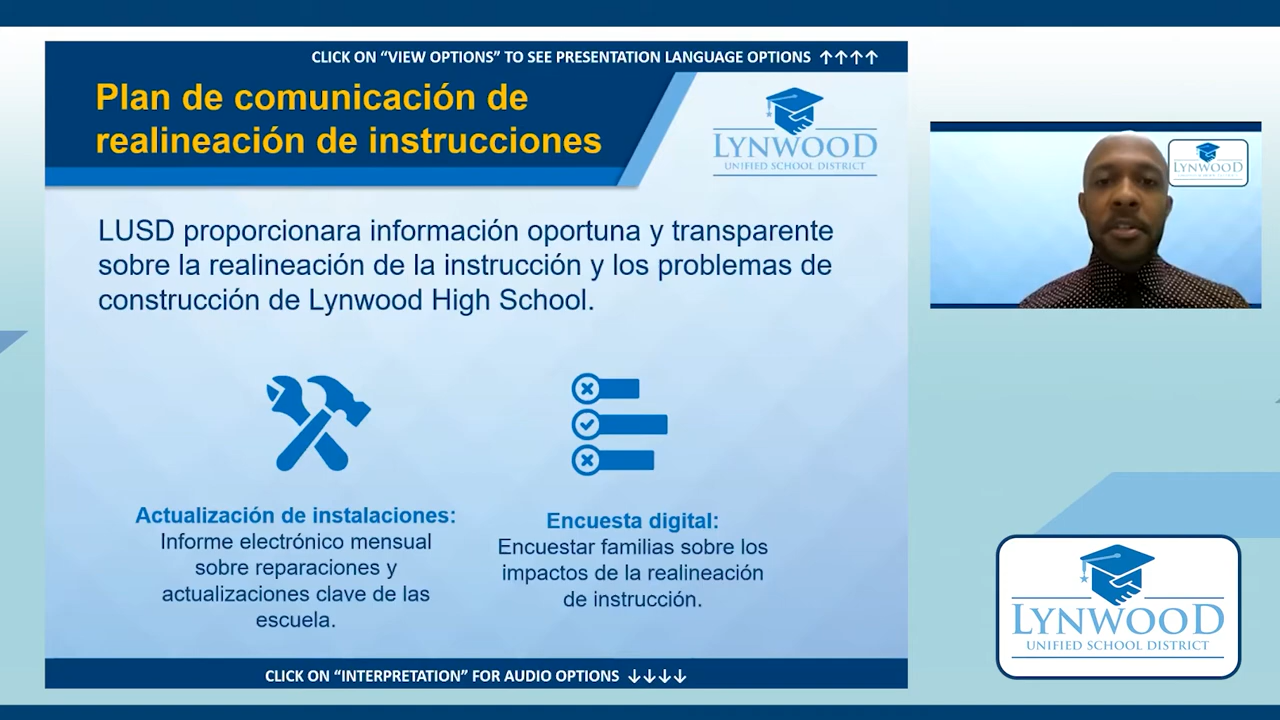 CLICK ON “VIEW OPTIONS” TO SEE PRESENTATION LANGUAGE OPTIONS ↑↑↑↑
Plan de comunicación de
realineación de instrucciones
LYNWOOD
UNIFIED SCHOOL DISTRICT
LYNWOOD
LUSD proporcionara información oportuna y transparente
sobre la realineación de la instrucción y los problemas de
construcción de Lynwood High School.
Actualización de instalaciones:
Informe electrónico mensual
sobre reparaciones y
actualizaciones clave de las
escuela.
Encuesta digital:
Encuestar familias sobre los
impactos de la realineación
de instrucción.
LYNWOOD
UNIFIED SCHOOL DISTRICT
CLICK ON “INTERPRETATION” FOR AUDIO OPTIONS ↓↓↓↓